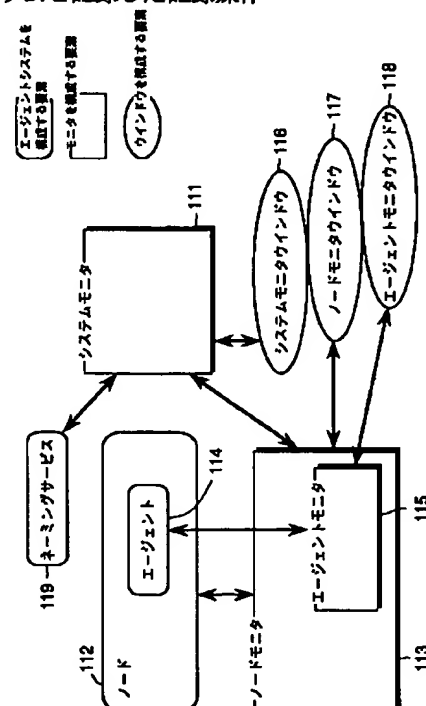 エージェントシステムを
構成する要素
モニタを構成する要素
ウインドウを構成する要素
119
ネーミングサービス
システムモニタ
111
112
ノード
エージェント
114
システムモニタウインドウ
116
ノードモニタウインドウ
117
エージェントモニタウインドウ
118
ノードモニタ
エージェントモニタ
115
113